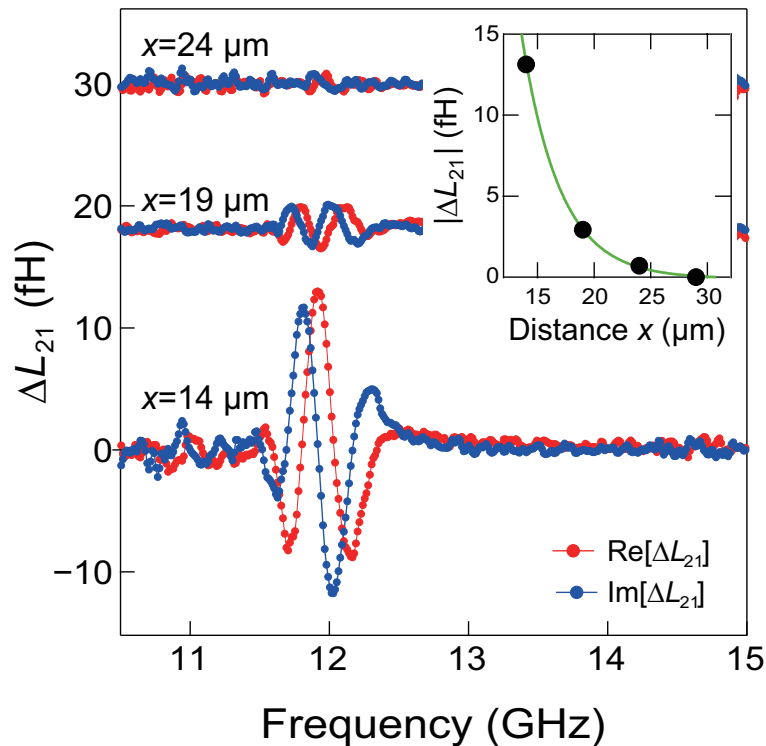 x=24 μm
x=19 μm
x=14 μm
30
20
10
0
−10
ΔL21 (fH)
11
12
13
14
15
Frequency (GHz)
Re[ΔL21]
Im[ΔL21]
15
10
5
0
|ΔL21| (fH)
15
20
25
30
Distance x (μm)